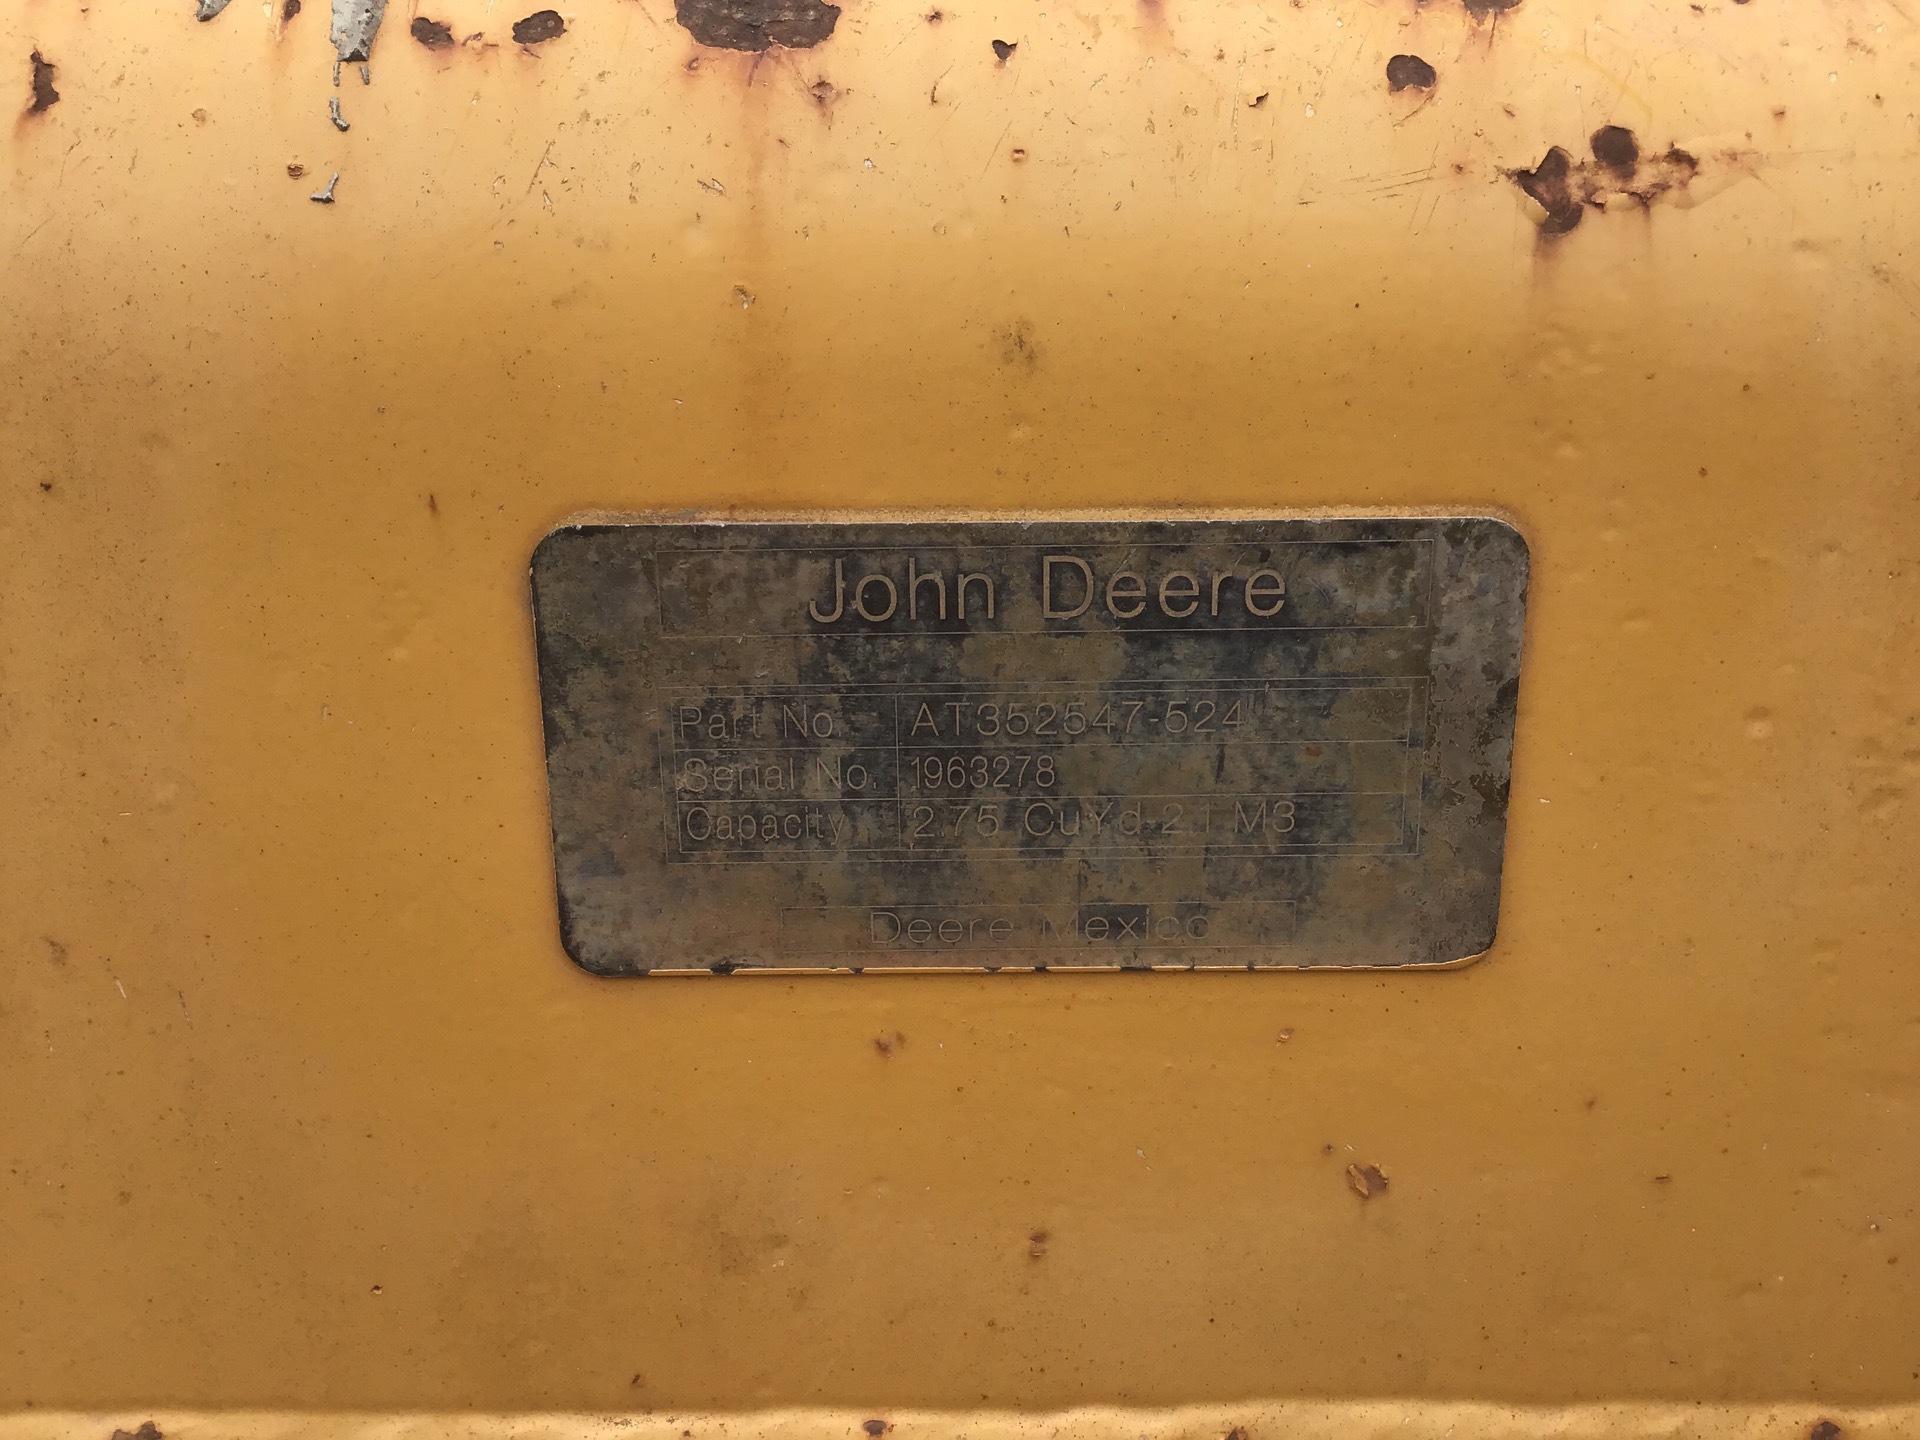 John Deere
Part No. AT352547-524
Serial No. 1963278
Capacity 2.75 CuYd-2.1 M3
Deere Mexico